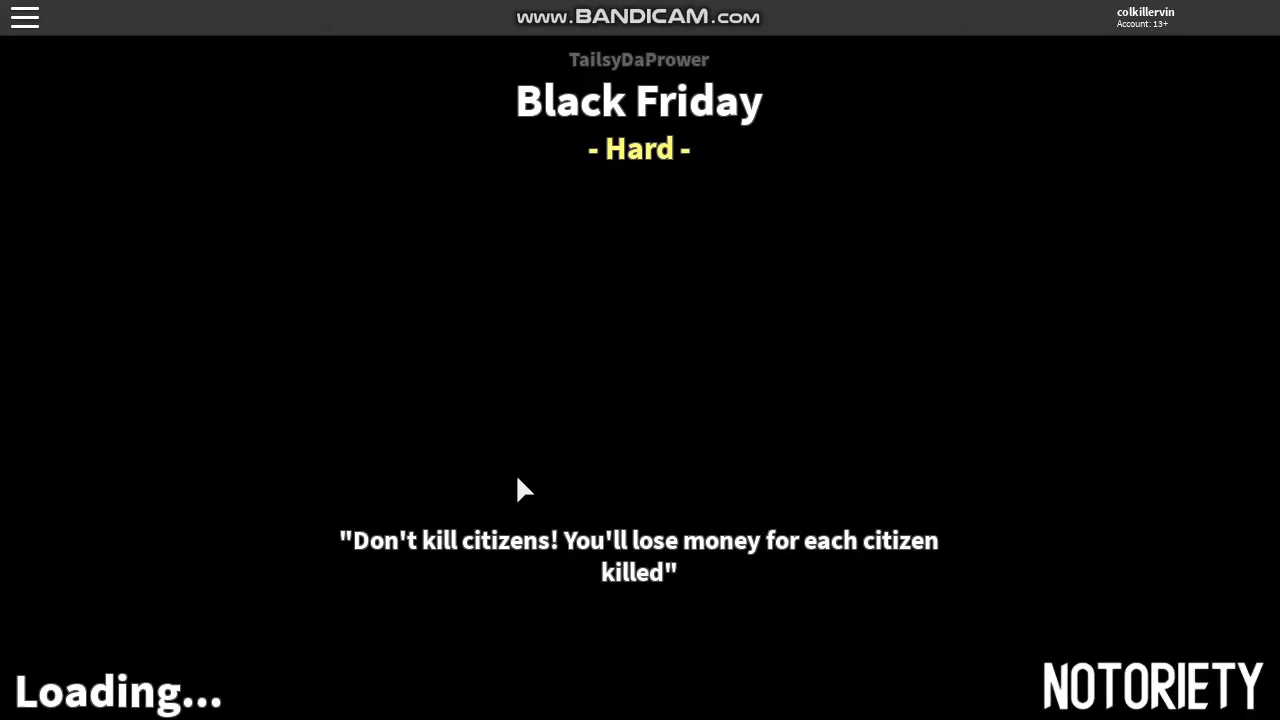 www.BANDICAM.COM
colkillervin
Account: 13+
TailsyDaPrower
Black Friday
- Hard -
"Don't kill citizens! You'll lose money for each citizen
killed"
Loading...
NOTORIETY